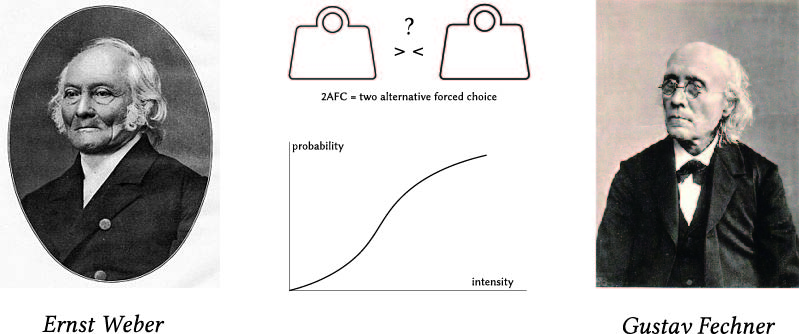 ?
> <
2AFC = two alternative forced choice
probability
intensity
Ernst Weber
Gustav Fechner